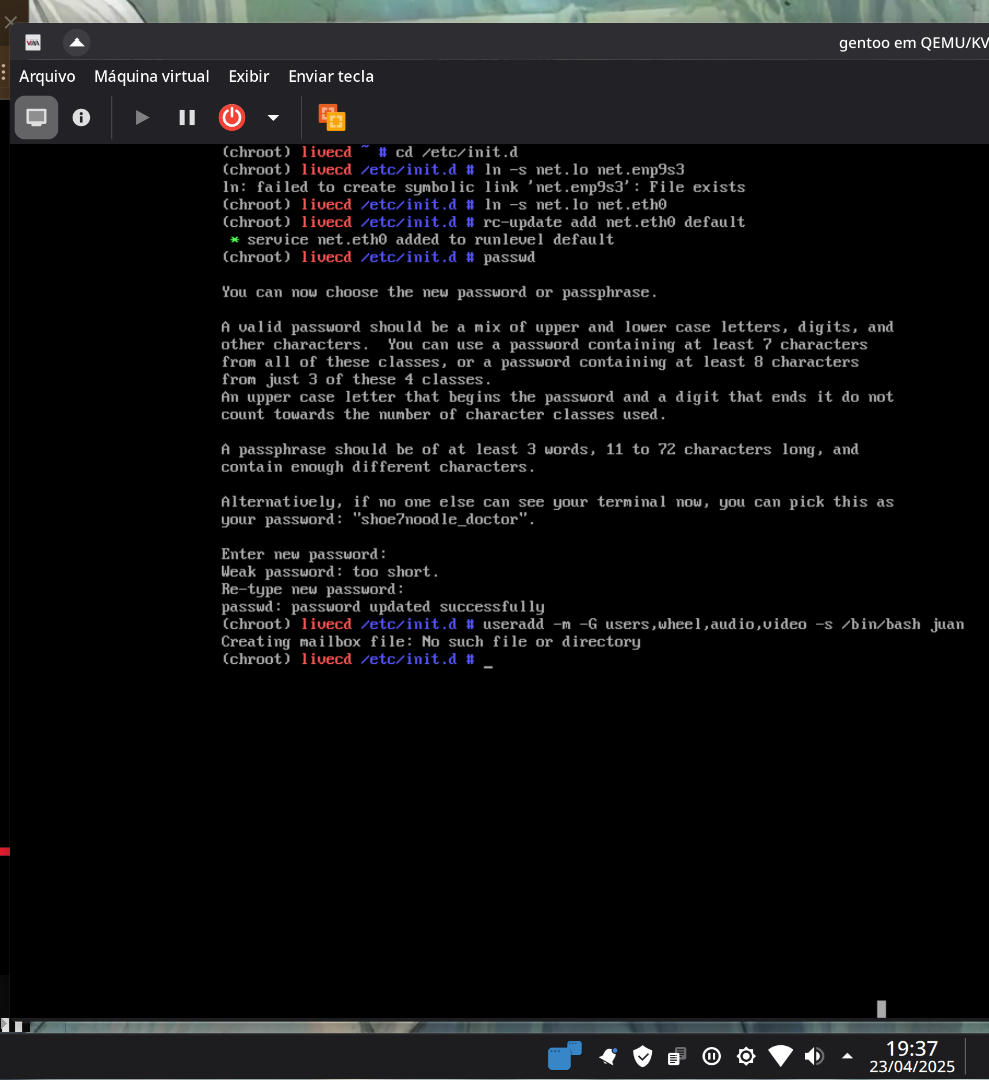 gentoo em QEMU/KV
Arquivo Máquina virtual Exibir Enviar tecla
(chroot) livecd ~ # cd /etc/init.d
(chroot) livecd /etc/init.d # ln -s net.lo net.enp9s3
ln: failed to create symbolic link 'net.enp9s3': File exists
(chroot) livecd /etc/init.d # ln -s net.lo net.eth0
(chroot) livecd /etc/init.d # rc-update add net.eth0 default
* service net.eth0 added to runlevel default
(chroot) livecd /etc/init.d # passwd
You can now choose the new password or passphrase.
A valid password should be a mix of upper and lower case letters, digits, and
other characters.  You can use a password containing at least 7 characters
from all of these classes, or a password containing at least 8 characters
from just 3 of these 4 classes.
An upper case letter that begins the password and a digit that ends it do not
count towards the number of character classes used.
A passphrase should be of at least 3 words, 11 to 72 characters long, and
contain enough different characters.
Alternatively, if no one else can see your terminal now, you can pick this as
your password: "shoe7noodle_doctor".
Enter new password:
Weak password: too short.
Re-type new password:
passwd: password updated successfully
(chroot) livecd /etc/init.d # useradd -m -G users,wheel,audio,video -s /bin/bash juan
Creating mailbox file: No such file or directory
(chroot) livecd /etc/init.d # _
19:37
23/04/2025